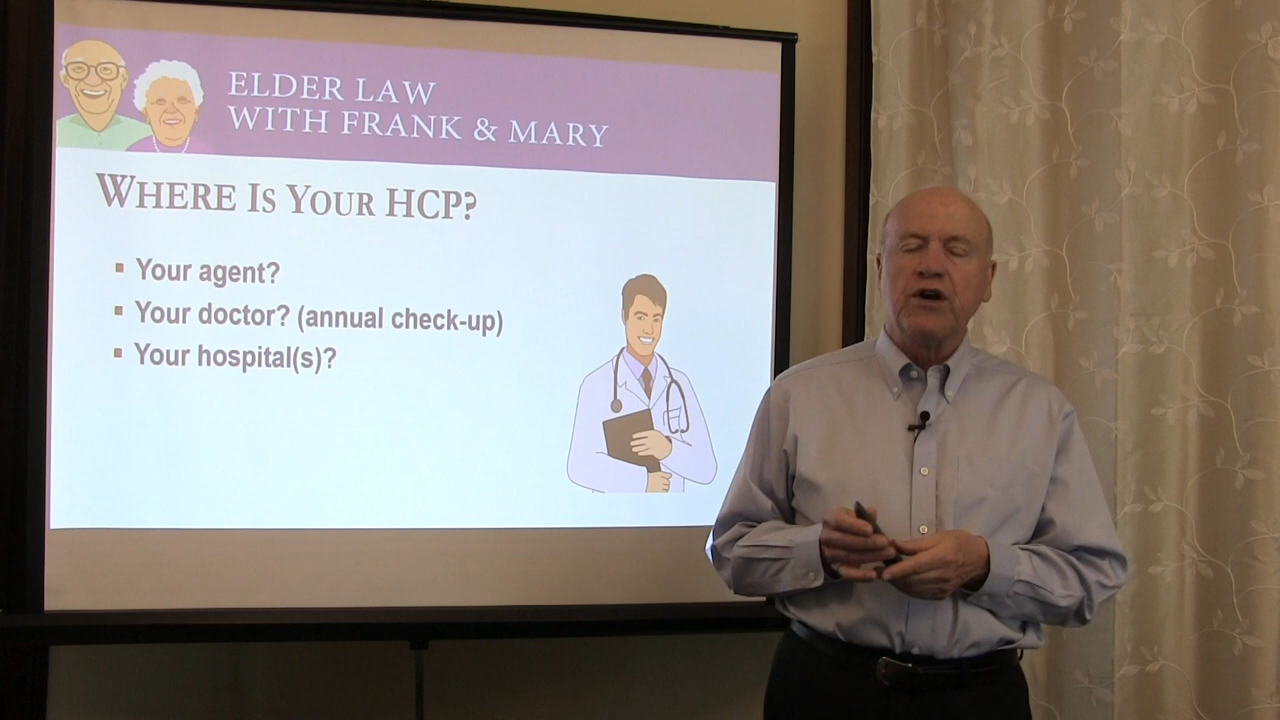 ELDER LAW
WITH FRANK & MARY
WHERE IS YOUR HCP?
Your agent?
Your doctor? (annual check-up)
Your hospital(s)?